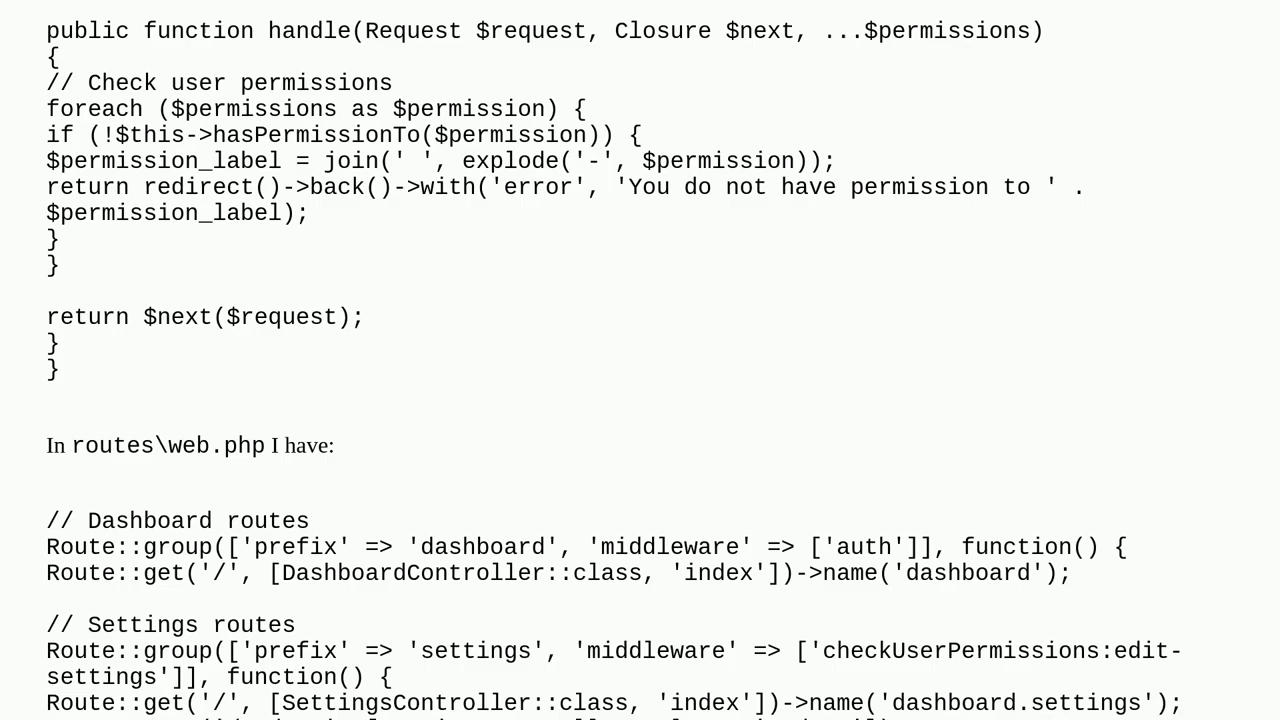 public function handle(Request $request, Closure $next, ...$permissions)
{
// Check user permissions
foreach ($permissions as $permission) {
if (!$this->hasPermissionTo($permission)) {
$permission_label = join(' ', explode('-', $permission));
return redirect()->back()->with('error', 'You do not have permission to ' .
$permission_label);
}
}
return $next($request);
}
}
In routes\web.php I have:
// Dashboard routes
Route::group(['prefix' => 'dashboard', 'middleware' => ['auth']], function() {
Route::get('/', [DashboardController::class, 'index'])->name('dashboard');
// Settings routes
Route::group(['prefix' => 'settings', 'middleware' => ['checkUserPermissions:edit-
settings']], function() {
Route::get('/', [SettingsController::class, 'index'])->name('dashboard.settings');